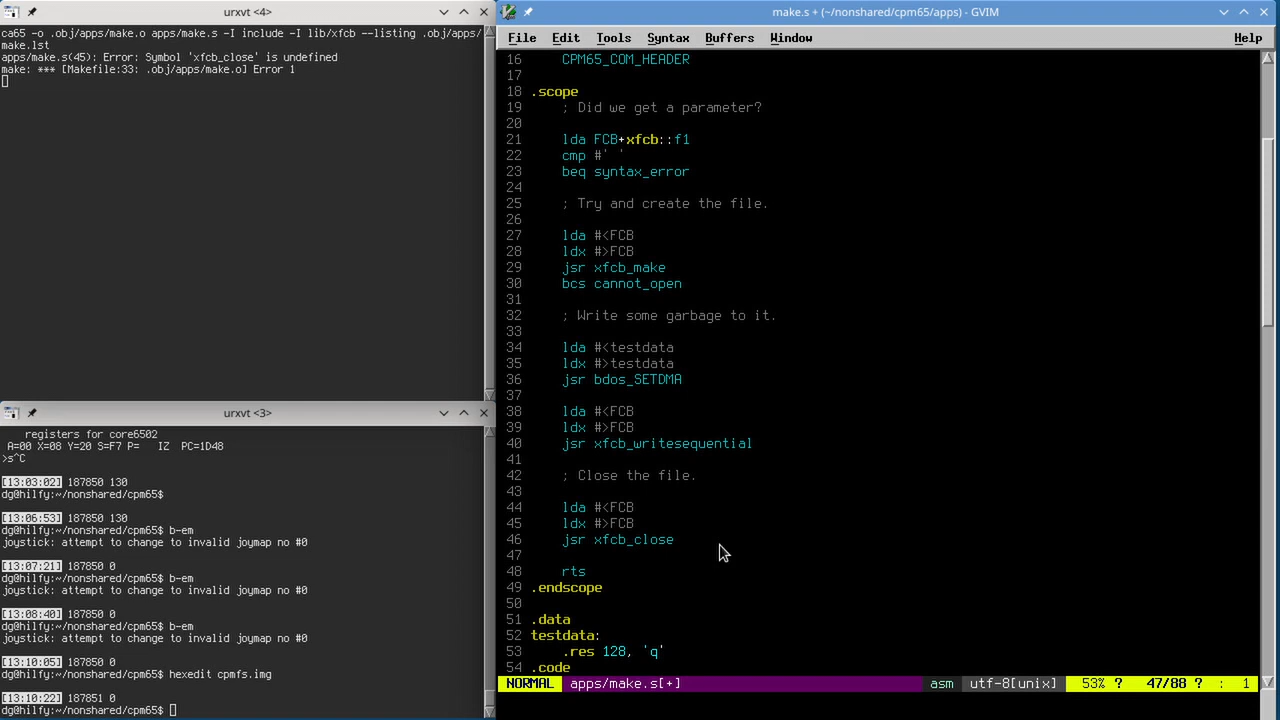 urxvt <4>
ca65 -o .obj/apps/make.o apps/make.s -I include -I lib/xfcb --listing .obj/apps/
make.lst
apps/make.s(45): Error: Symbol 'xfcb_close' is undefined
make: *** [Makefile:33: .obj/apps/make.o] Error 1
urxvt <3>
registers for core6502
A=00 X=88 Y=20 S=F7 P=   IZ  PC=1D48
>s^C
[13:03:02] 187850 130
dg@hilfy:~/nonshared/cpm65$
[13:06:53] 187850 130
dg@hilfy:~/nonshared/cpm65$ b-em
joystick: attempt to change to invalid joymap no #0
[13:07:21] 187850 0
dg@hilfy:~/nonshared/cpm65$ b-em
joystick: attempt to change to invalid joymap no #0
[13:08:40] 187850 0
dg@hilfy:~/nonshared/cpm65$ b-em
joystick: attempt to change to invalid joymap no #0
[13:10:05] 187850 0
dg@hilfy:~/nonshared/cpm65$ hexedit cpmfs.img
[13:10:22] 187851 0
dg@hilfy:~/nonshared/cpm65$
make.s + (~/nonshared/cpm65/apps) - GVIM
File Edit Tools Syntax Buffers Window Help
16     CPM65_COM_HEADER
17
18 .scope
19     ; Did we get a parameter?
20
21     lda FCB+xfcb::f1
22     cmp #' '
23     beq syntax_error
24
25     ; Try and create the file.
26
27     lda #<FCB
28     ldx #>FCB
29     jsr xfcb_make
30     bcs cannot_open
31
32     ; Write some garbage to it.
33
34     lda #<testdata
35     ldx #>testdata
36     jsr bdos_SETDMA
37
38     lda #<FCB
39     ldx #>FCB
40     jsr xfcb_writesequential
41
42     ; Close the file.
43
44     lda #<FCB
45     ldx #>FCB
46     jsr xfcb_close
47
48     rts
49 .endscope
50
51 .data
52 testdata:
53     .res 128, 'q'
54 .code
NORMAL apps/make.s[+] asm utf-8[unix] 53% ? 47/88 ? : 1